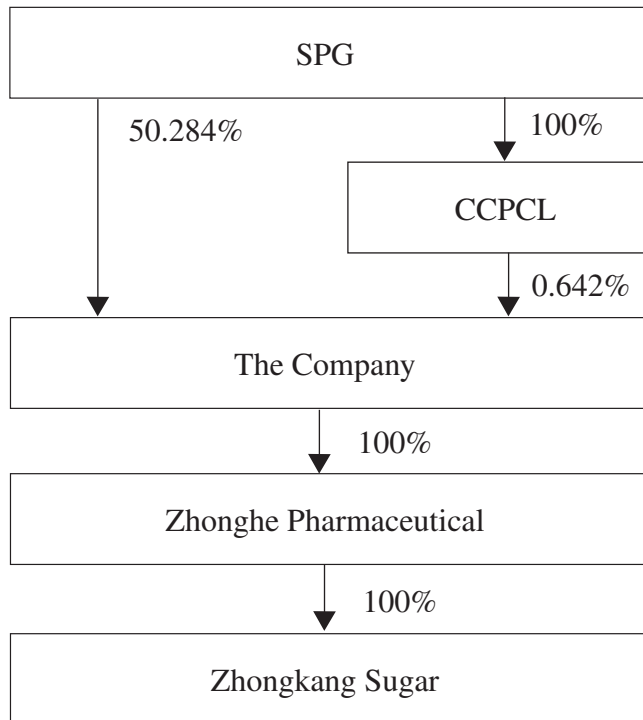 SPG
50.284%
100%
CCPCL
0.642%
The Company
100%
Zhonghe Pharmaceutical
100%
Zhongkang Sugar